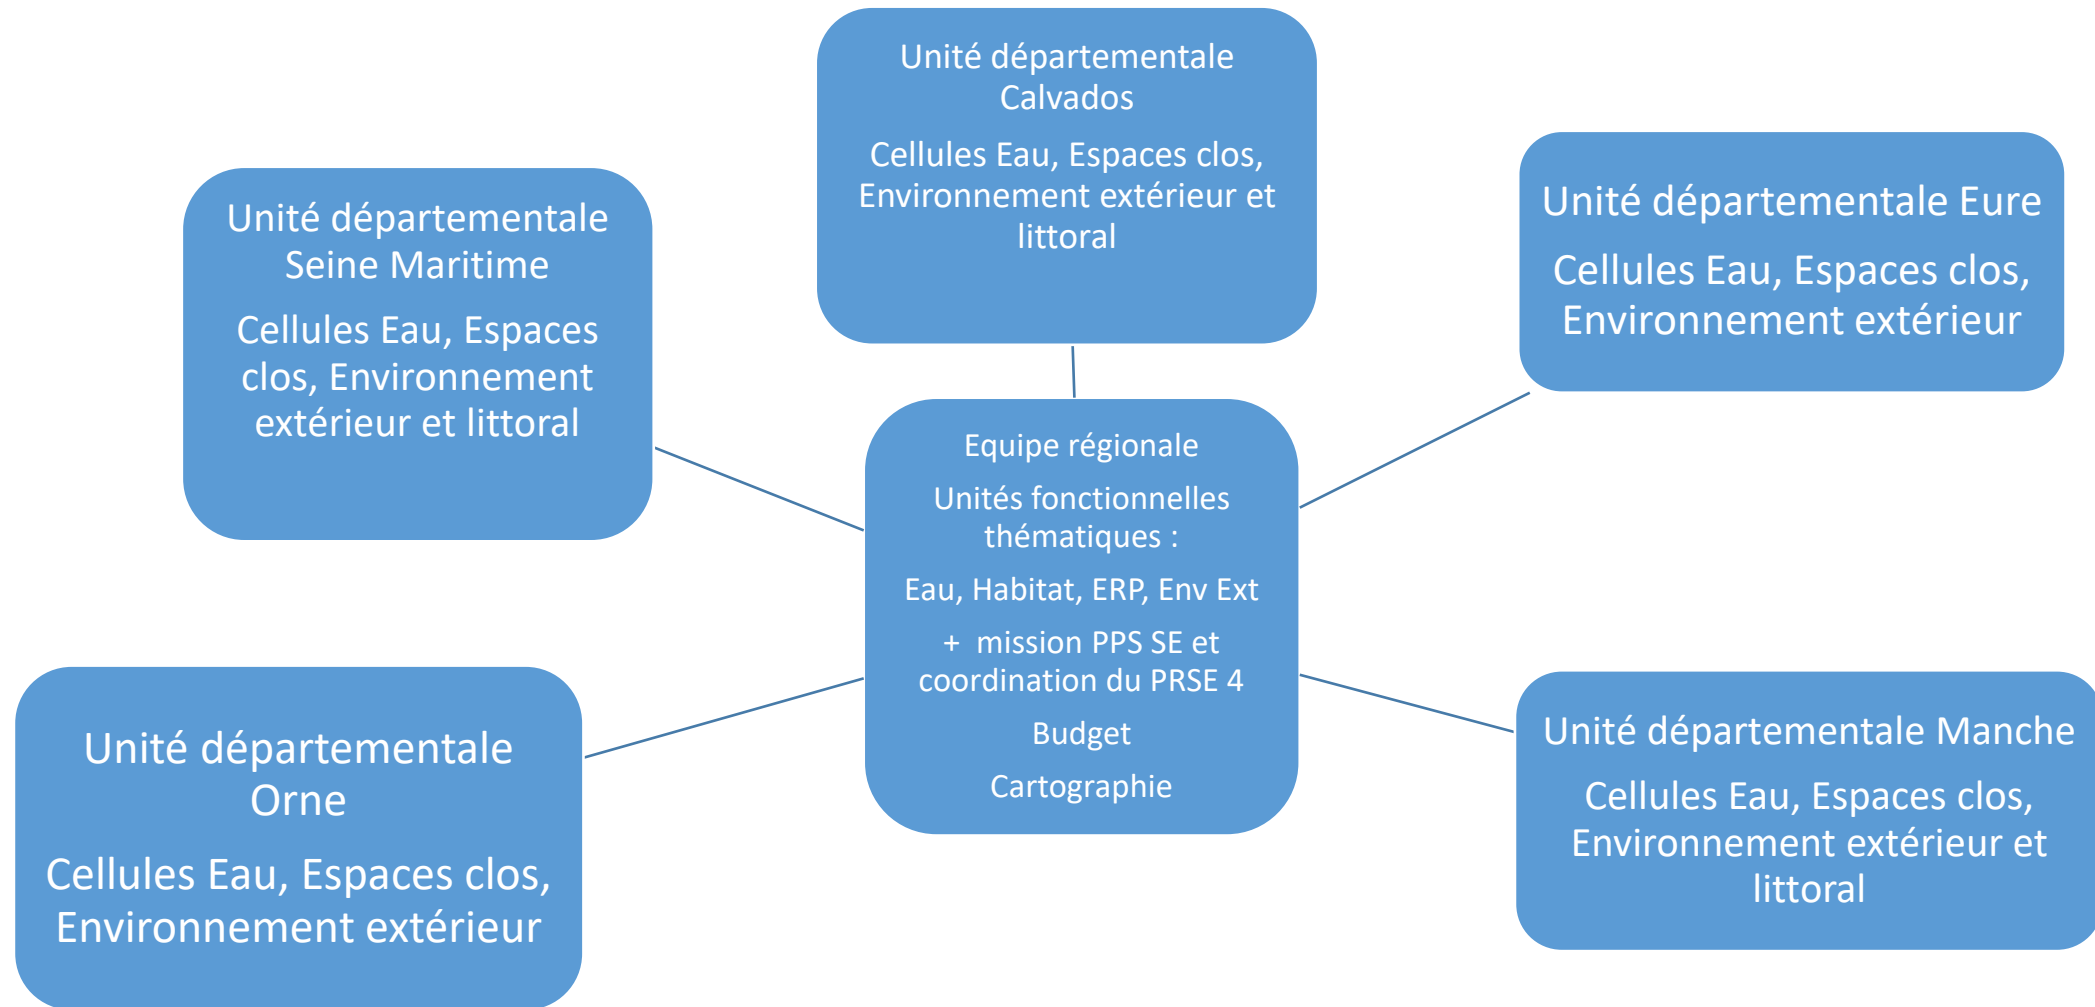 Unité départementale
Calvados
Cellules Eau, Espaces clos,
Environnement extérieur et
littoral
Unité départementale Eure
Cellules Eau, Espaces clos,
Environnement extérieur
Unité départementale
Seine Maritime
Cellules Eau, Espaces
clos, Environnement
extérieur et littoral
Equipe régionale
Unités fonctionnelles
thématiques :
Eau, Habitat, ERP, Env Ext
+ mission PPS SE et
coordination du PRSE 4
Budget
Cartographie
Unité départementale
Orne
Cellules Eau, Espaces clos,
Environnement extérieur
Unité départementale Manche
Cellules Eau, Espaces clos,
Environnement extérieur et
littoral